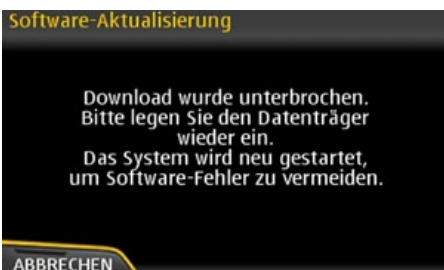 Software-Aktualisierung
Download wurde unterbrochen.
Bitte legen Sie den Datenträger
wieder ein.
Das System wird neu gestartet,
um Software-Fehler zu vermeiden.
ABBRECHEN